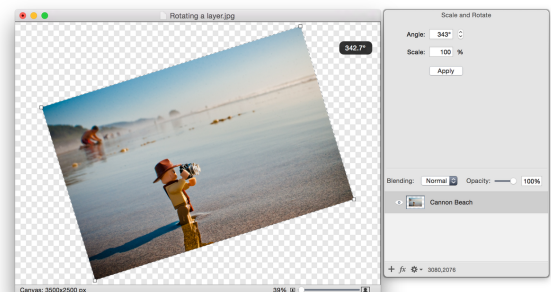 Rotating a layer.jpg
342.7°
Canvas: 3500x2500 px
39%
Scale and Rotate
Angle: 343°
Scale: 100 %
Apply
Blending: Normal Opacity: 100%
Cannon Beach
+ fx 3080,2076